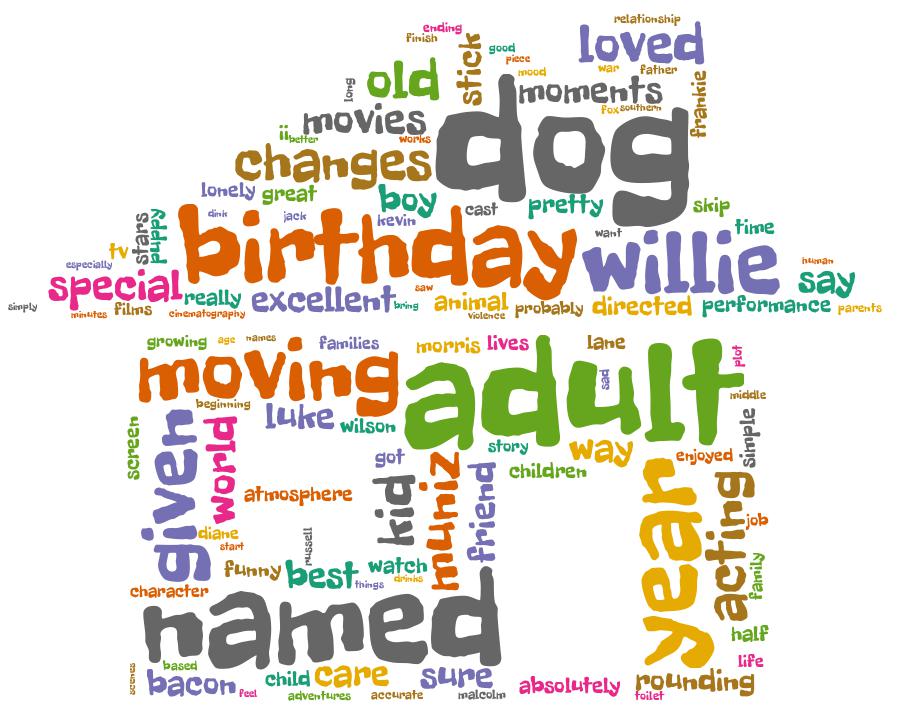 relationship
ending
finish
good
piece
loved
stick
old
long
mood
war
father
moments
frankie
fox
southern
dog
movies
ii
better
works
changes
lonely
great
boy
cast
pretty
skip
dink
jack
kevin
want
time
stars
puppy
birthday
willie
tv
especially
human
special
really
excellent
saw
say
simply
minutes
films
cinematography
bring
animal
violence
probably
directed
performance
parents
growing
age
names
families
morris
lives
lane
plot
moving
adult
sad
middle
beginning
luke
wilson
story
way
enjoyed
simple
screen
given
world
got
children
atmosphere
kid
muniz
friend
year
acting
job
diane
start
russell
funny
best
watch
things
drinks
family
character
named
half
life
scenes
based
bacon
feel
child
care
adventures
accurate
sure
malcolm
absolutely
rounding
toilet